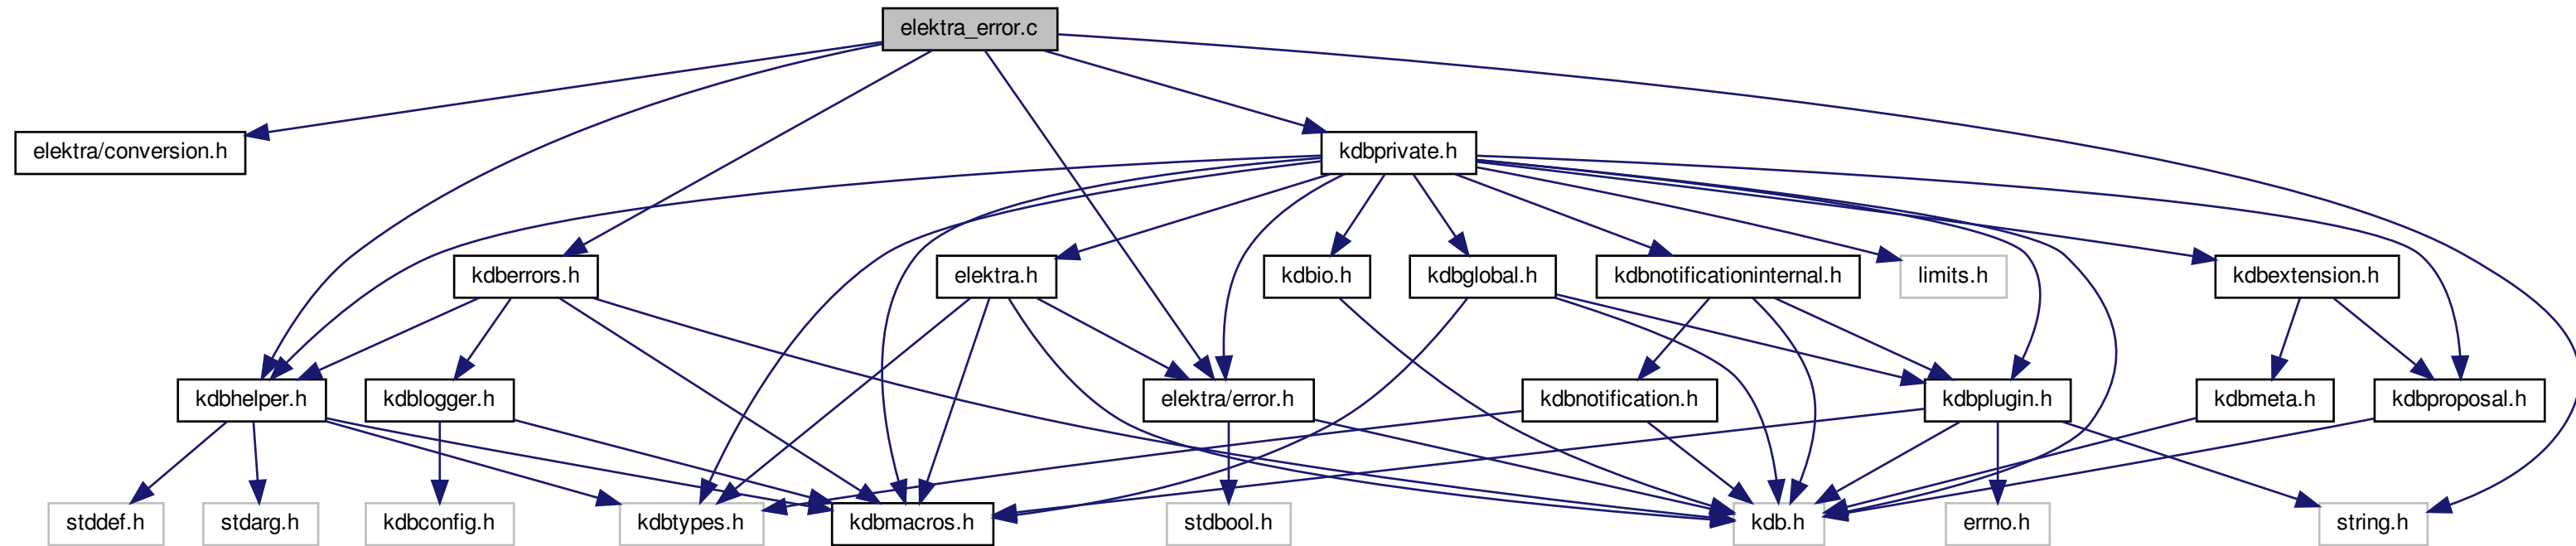 elektra_error.c
elektra/conversion.h
kdbprivate.h
kdberrors.h
elektra.h
kdbio.h
kdbglobal.h
kdbnotificationinternal.h
limits.h
kdbextension.h
kdbhelper.h
kdblogger.h
elektra/error.h
kdbnotification.h
kdbplugin.h
kdbmeta.h
kdbproposal.h
stddef.h
stdarg.h
kdbconfig.h
kdbtypes.h
kdbmacros.h
stdbool.h
kdb.h
errno.h
string.h